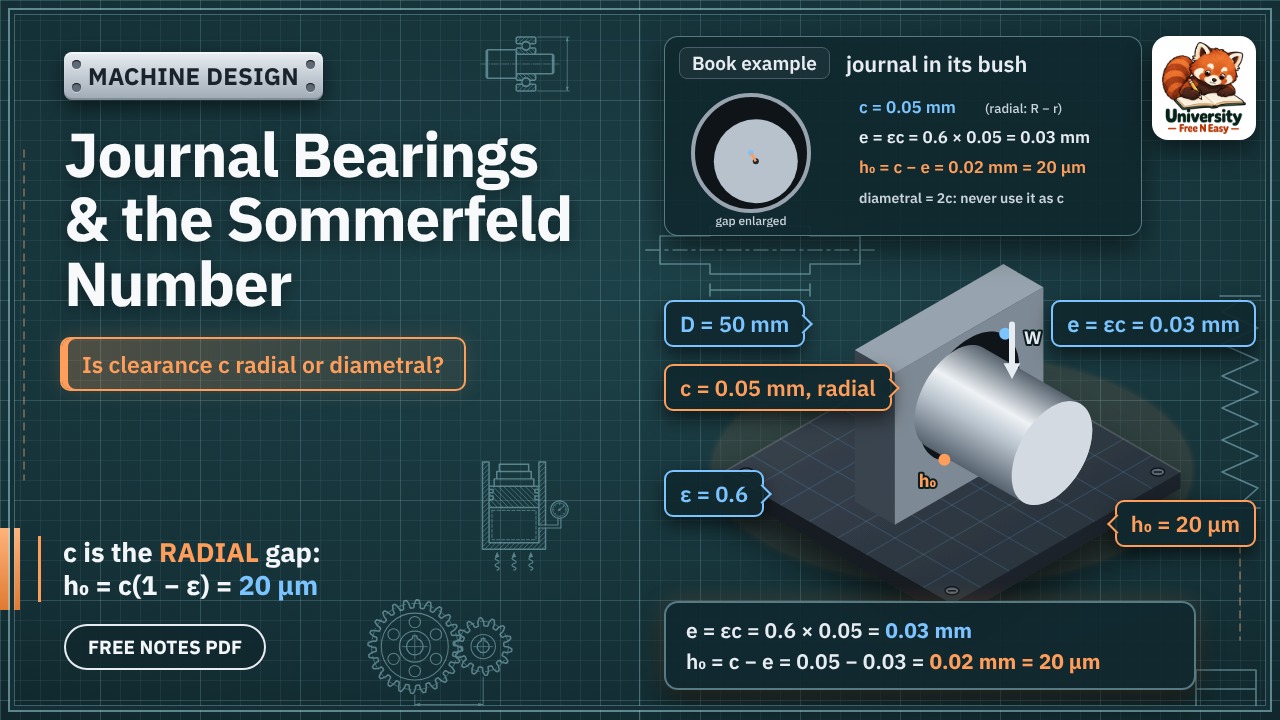 MACHINE DESIGN
Journal Bearings
& the Sommerfeld
Number
Is clearance c radial or diametral?
c is the RADIAL gap:
h₀ = c(1 − ε) = 20 µm
FREE NOTES PDF
Book example journal in its bush
c = 0.05 mm (radial: R − r)
e = εc = 0.6 × 0.05 = 0.03 mm
h₀ = c − e = 0.02 mm = 20 µm
diametral = 2c: never use it as c
gap enlarged
University
Free N Easy
D = 50 mm
W
e = εc = 0.03 mm
c = 0.05 mm, radial
ε = 0.6
h₀
h₀ = 20 µm
e = εc = 0.6 × 0.05 = 0.03 mm
h₀ = c − e = 0.05 − 0.03 = 0.02 mm = 20 µm